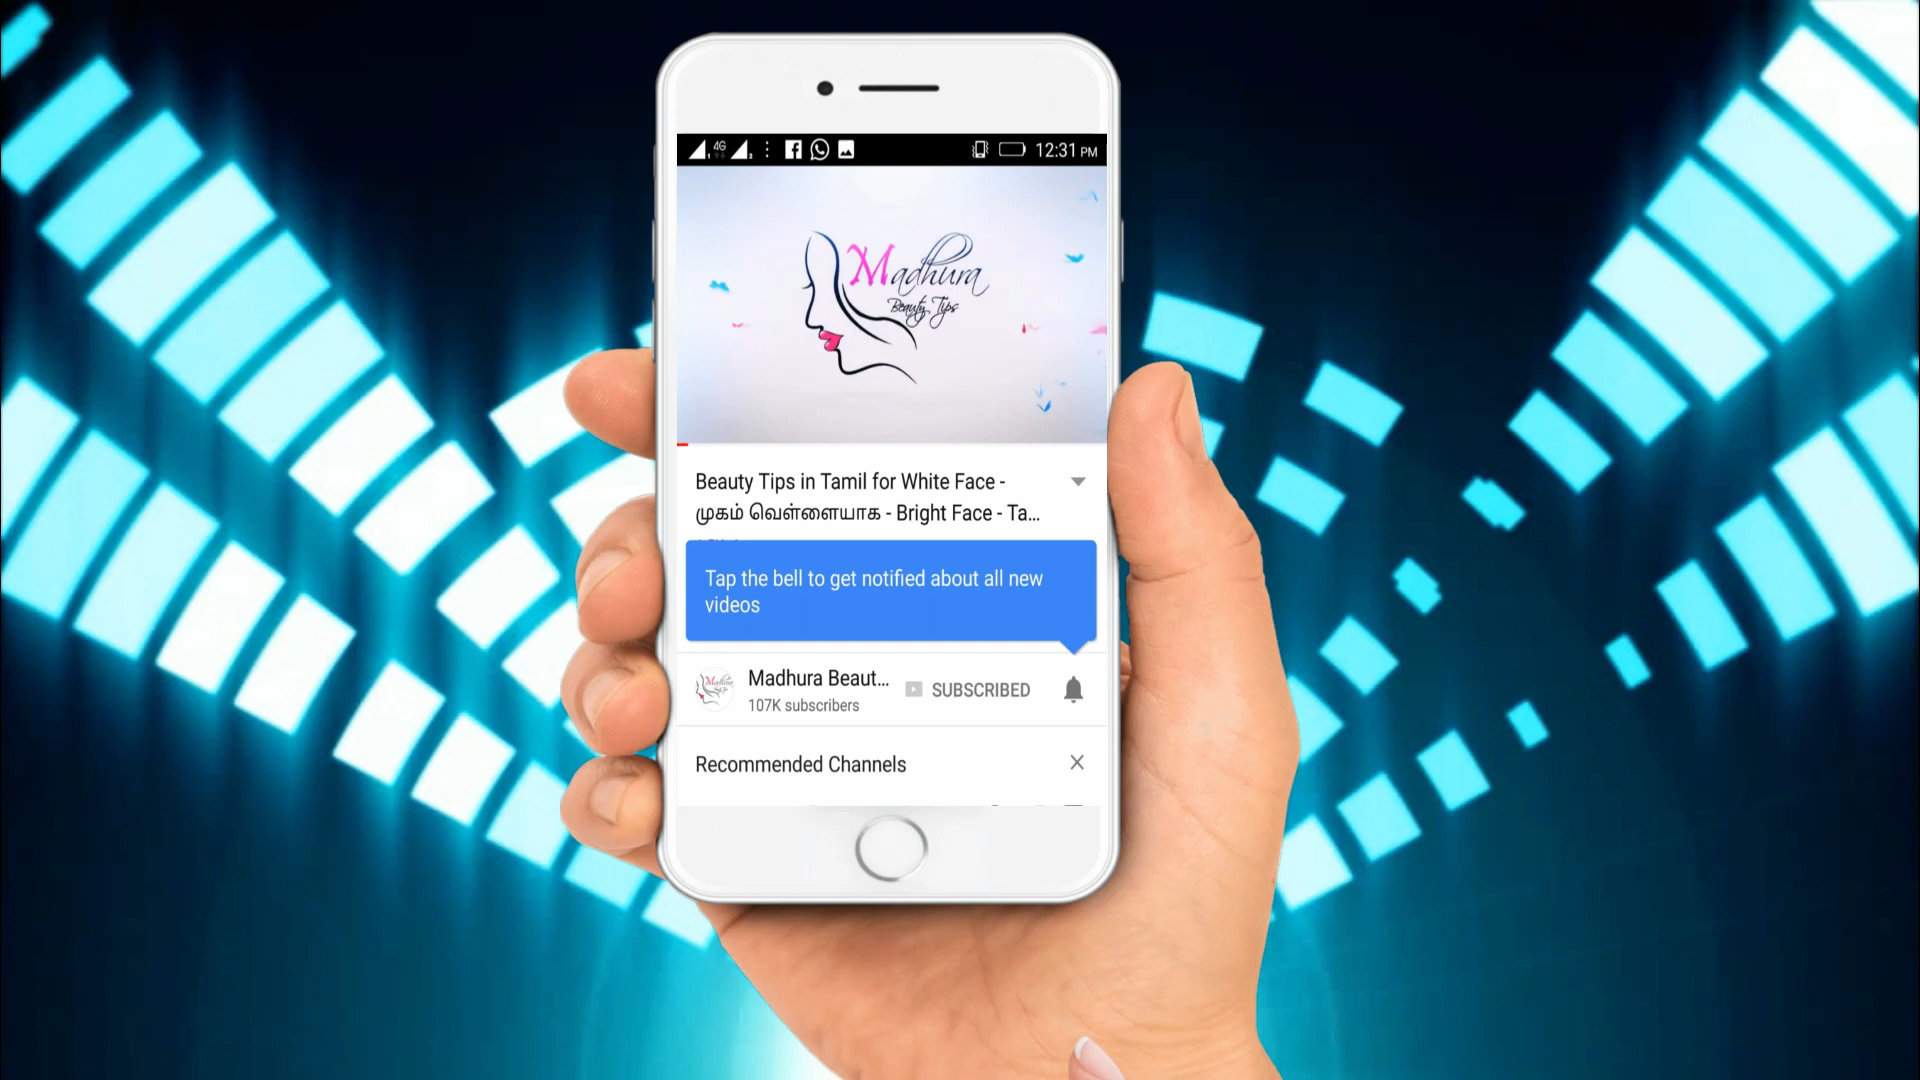 4G 12:31 PM
Madhura
Beauty Tips
Beauty Tips in Tamil for White Face -
முகம் வெள்ளையாக - Bright Face - Ta...
Tap the bell to get notified about all new
videos
Madhura Beaut... SUBSCRIBED
107K subscribers
Recommended Channels